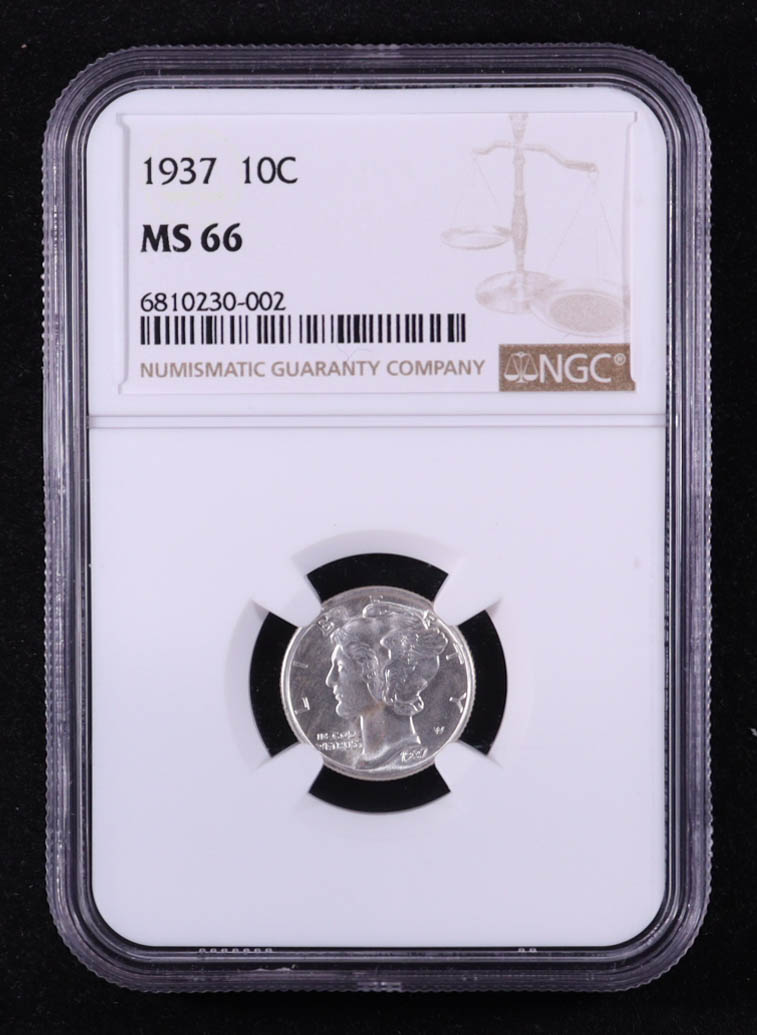 1937 10C
MS 66
6810230-002
NUMISMATIC GUARANTY COMPANY NGC®
LIBERTY
IN GOD
WE TRUST
1937